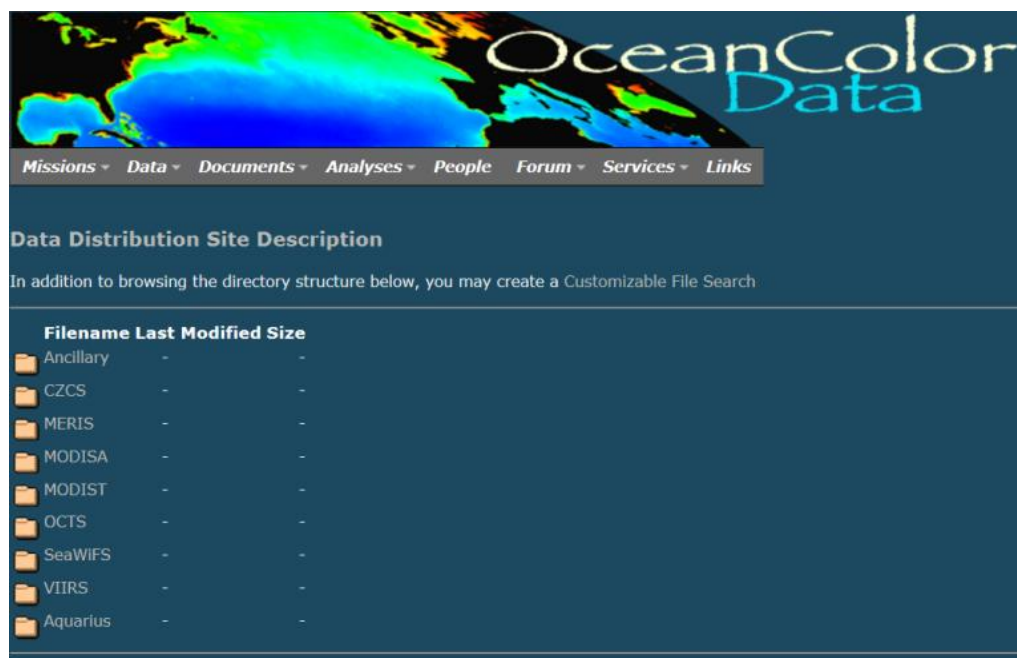 OceanColor
Data
Missions Data Documents Analyses People Forum Services Links
Data Distribution Site Description
In addition to browsing the directory structure below, you may create a Customizable File Search
Filename Last Modified Size
Ancillary - -
CZCS - -
MERIS - -
MODISA - -
MODIST - -
OCTS - -
SeaWiFS - -
VIIRS - -
Aquarius - -